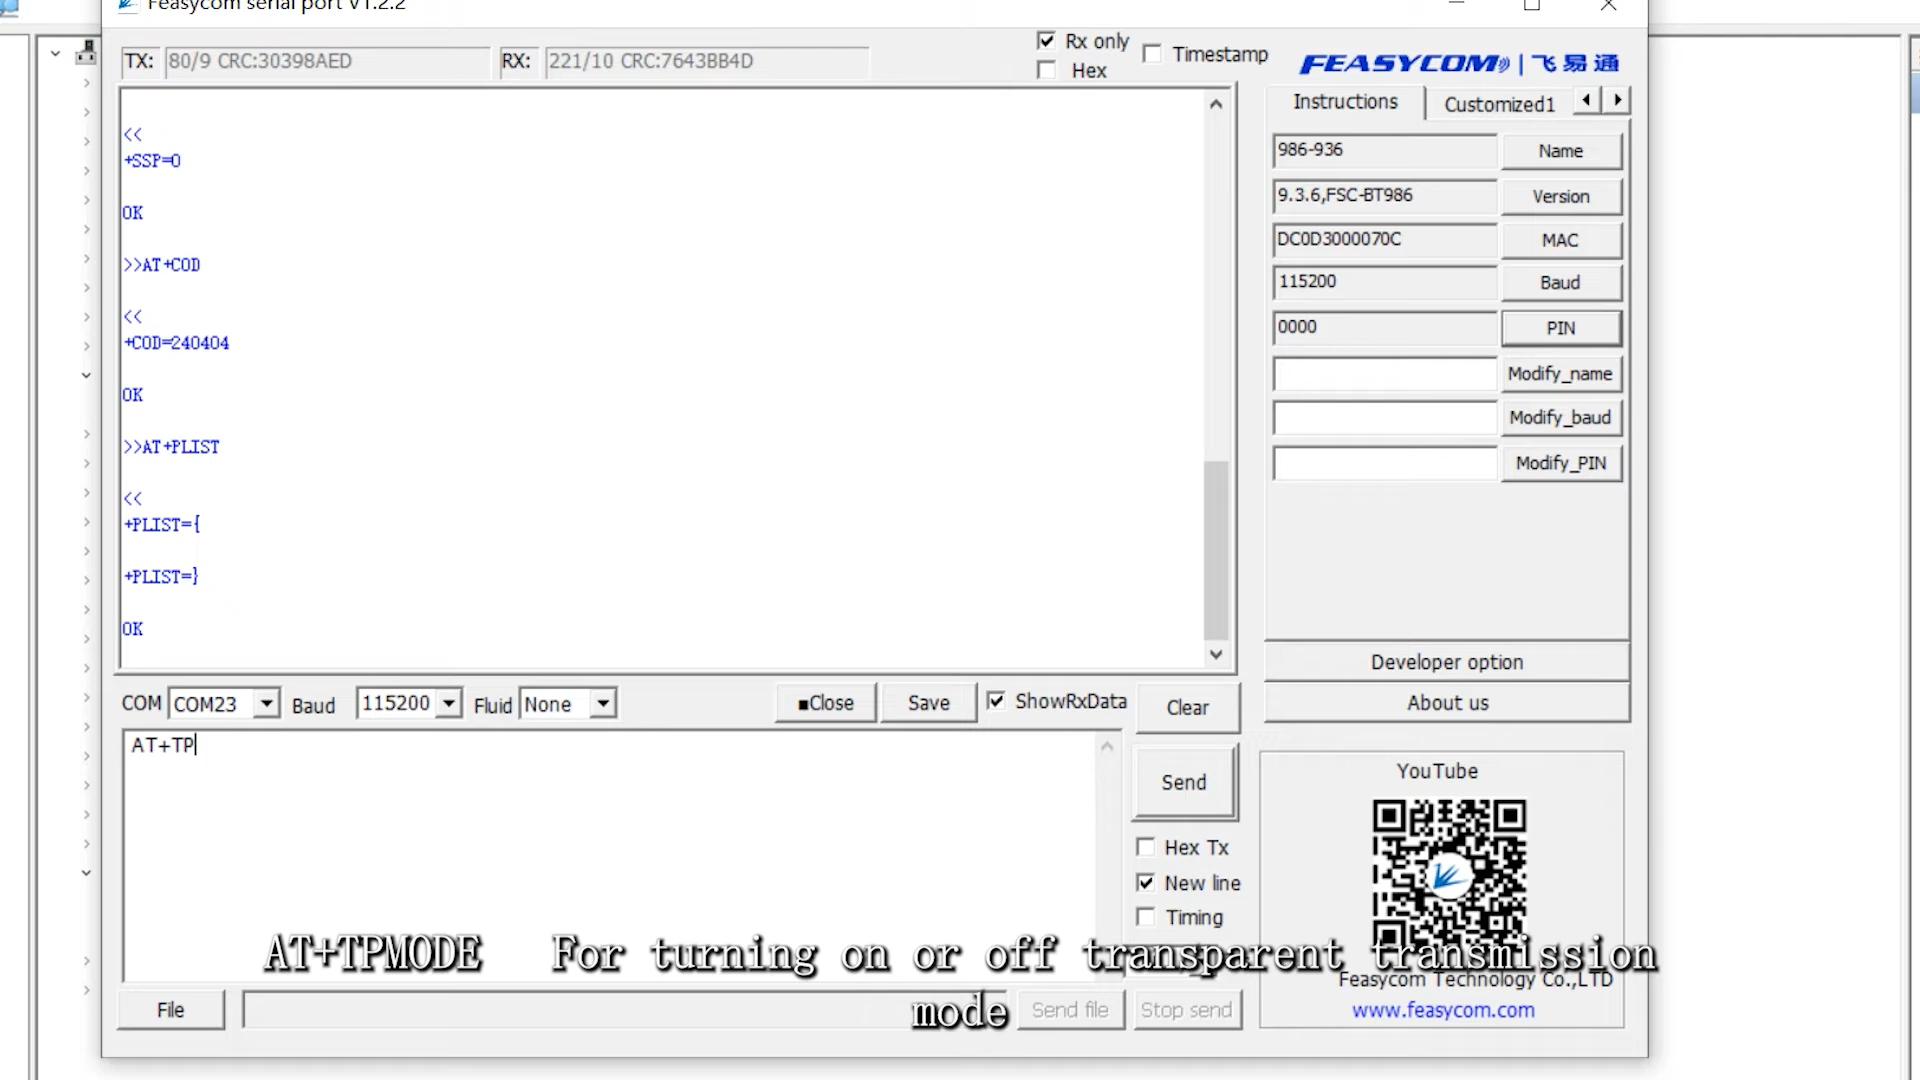 Feasycom serial port V1.2.2
TX: 80/9 CRC:30398AED RX: 221/10 CRC:7643BB4D
Rx only
Hex
Timestamp
FEASYCOM | 飞易通
Instructions Customized1
<<
+SSP=0
OK
>>AT+COD
<<
+COD=240404
OK
>>AT+PLIST
<<
+PLIST={
+PLIST=}
OK
986-936 Name
9.3.6,FSC-BT986 Version
DC0D3000070C MAC
115200 Baud
0000 PIN
Modify_name
Modify_baud
Modify_PIN
Developer option
About us
COM COM23 Baud 115200 Fluid None Close Save ShowRxData Clear
AT+TP
Send
Hex Tx
New line
Timing
YouTube
Feasycom Technology Co.,LTD
www.feasycom.com
File Send file Stop send
AT+TPMODE For turning on or off transparent transmission
mode